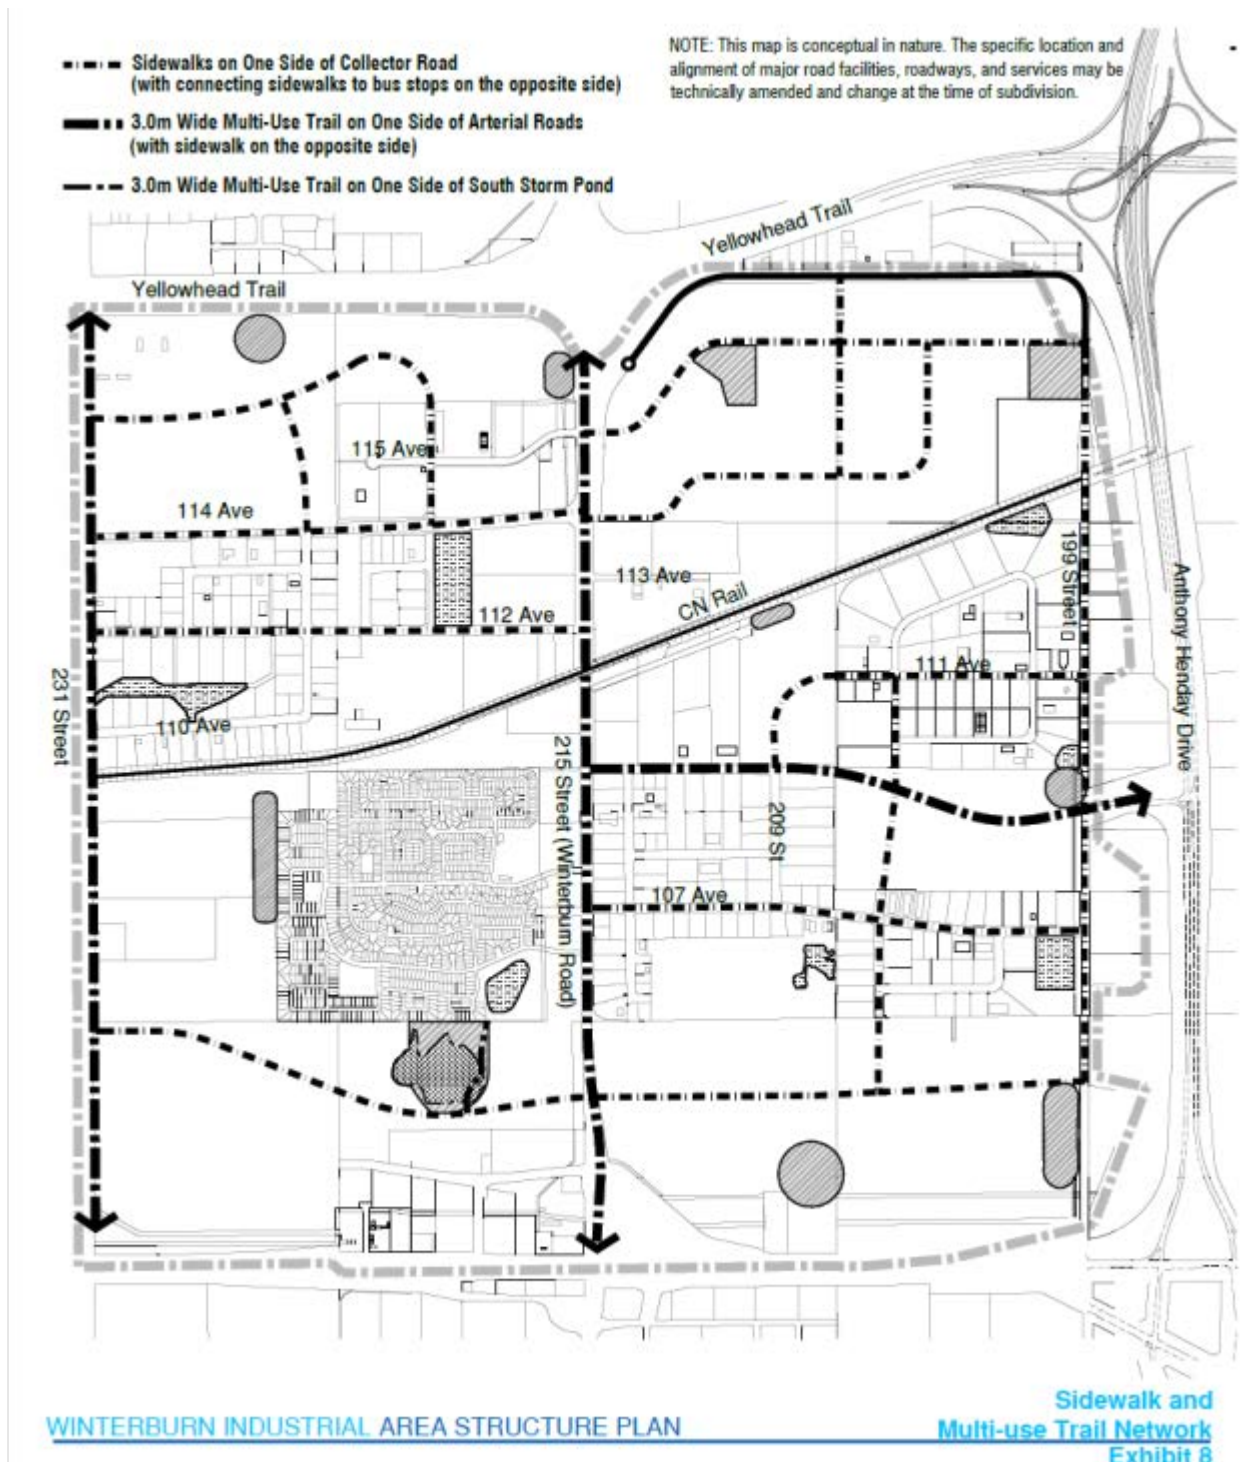 Sidewalks on One Side of Collector Road
(with connecting sidewalks to bus stops on the opposite side)
3.0m Wide Multi-Use Trail on One Side of Arterial Roads
(with sidewalk on the opposite side)
3.0m Wide Multi-Use Trail on One Side of South Storm Pond
NOTE: This map is conceptual in nature. The specific location and
alignment of major road facilities, roadways, and services may be
technically amended and change at the time of subdivision.
Yellowhead Trail
Yellowhead Trail
115 Ave
114 Ave
113 Ave
CN Rail
199 Street
Anthony Henday Drive
112 Ave
111 Ave
231 Street
110 Ave
215 Street (Winterburn Road)
209 St
107 Ave
WINTERBURN INDUSTRIAL AREA STRUCTURE PLAN
Sidewalk and
Multi-use Trail Network
Exhibit 8